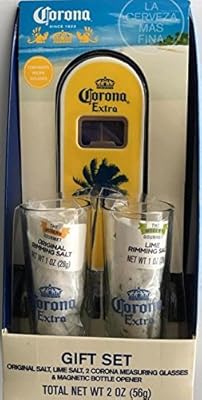 Corona
SINCE 1925
LA
CERVEZA
MAS
FINA
Corona
Extra
GOURMET
ORIGINAL
RIMMING SALT
NET WT 1 OZ (28g)
GOURMET
LIME
RIMMING SALT
NET WT 1 OZ
Corona
Extra
Corona
Extra
GIFT SET
ORIGINAL SALT, LIME SALT, 2 CORONA MEASURING GLASSES
& MAGNETIC BOTTLE OPENER
TOTAL NET WT 2 OZ (56g)